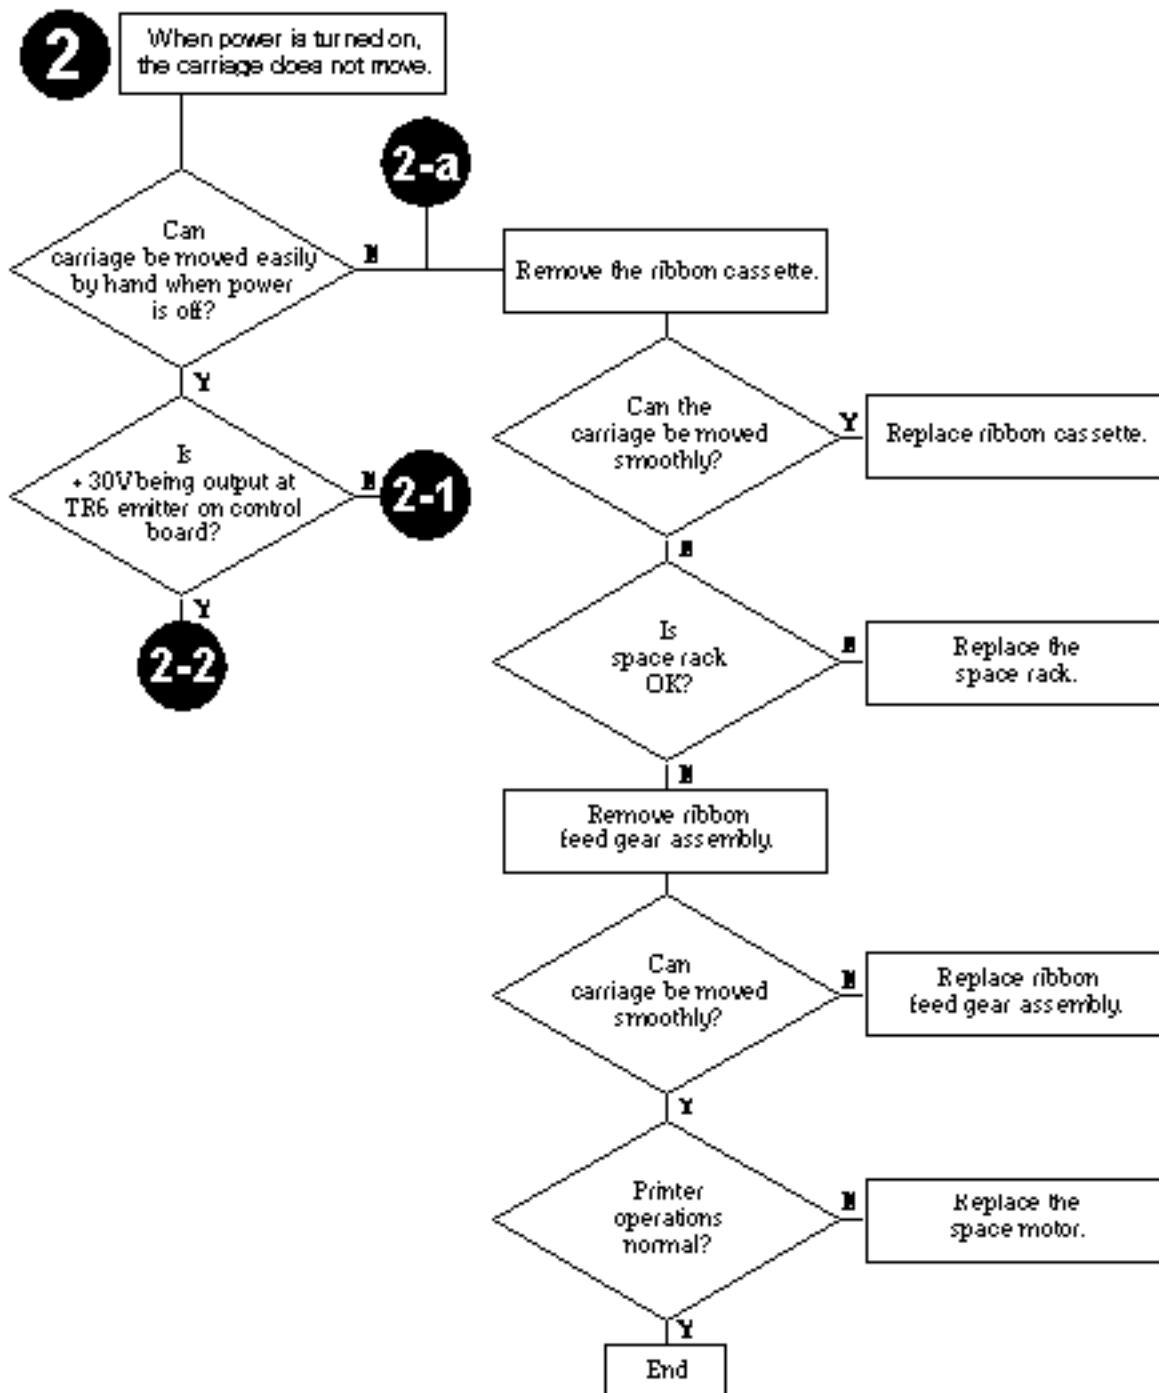 2
When power is turned on,
the carriage does not move.
2-a
Can
carriage be moved easily
by hand when power
is off?
N
Remove the ribbon cassette.
Y
Is
+ 30V being output at
TR6 emitter on control
board?
N
2-1
Y
2-2
Can the
carriage be moved
smoothly?
Y
Replace ribbon cassette.
N
Is
space rack
OK?
N
Replace the
space rack.
N
Remove ribbon
feed gear assembly.
Can
carriage be moved
smoothly?
N
Replace ribbon
feed gear assembly.
Y
Printer
operations
normal?
N
Replace the
space motor.
Y
End